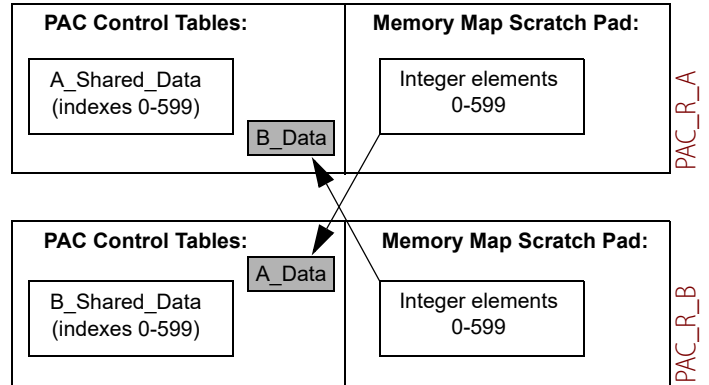 PAC Control Tables:
Memory Map Scratch Pad:
A_Shared_Data
(indexes 0-599)
B_Data
Integer elements
0-599
PAC_R_A
PAC Control Tables:
Memory Map Scratch Pad:
A_Data
B_Shared_Data
(indexes 0-599)
Integer elements
0-599
PAC_R_B